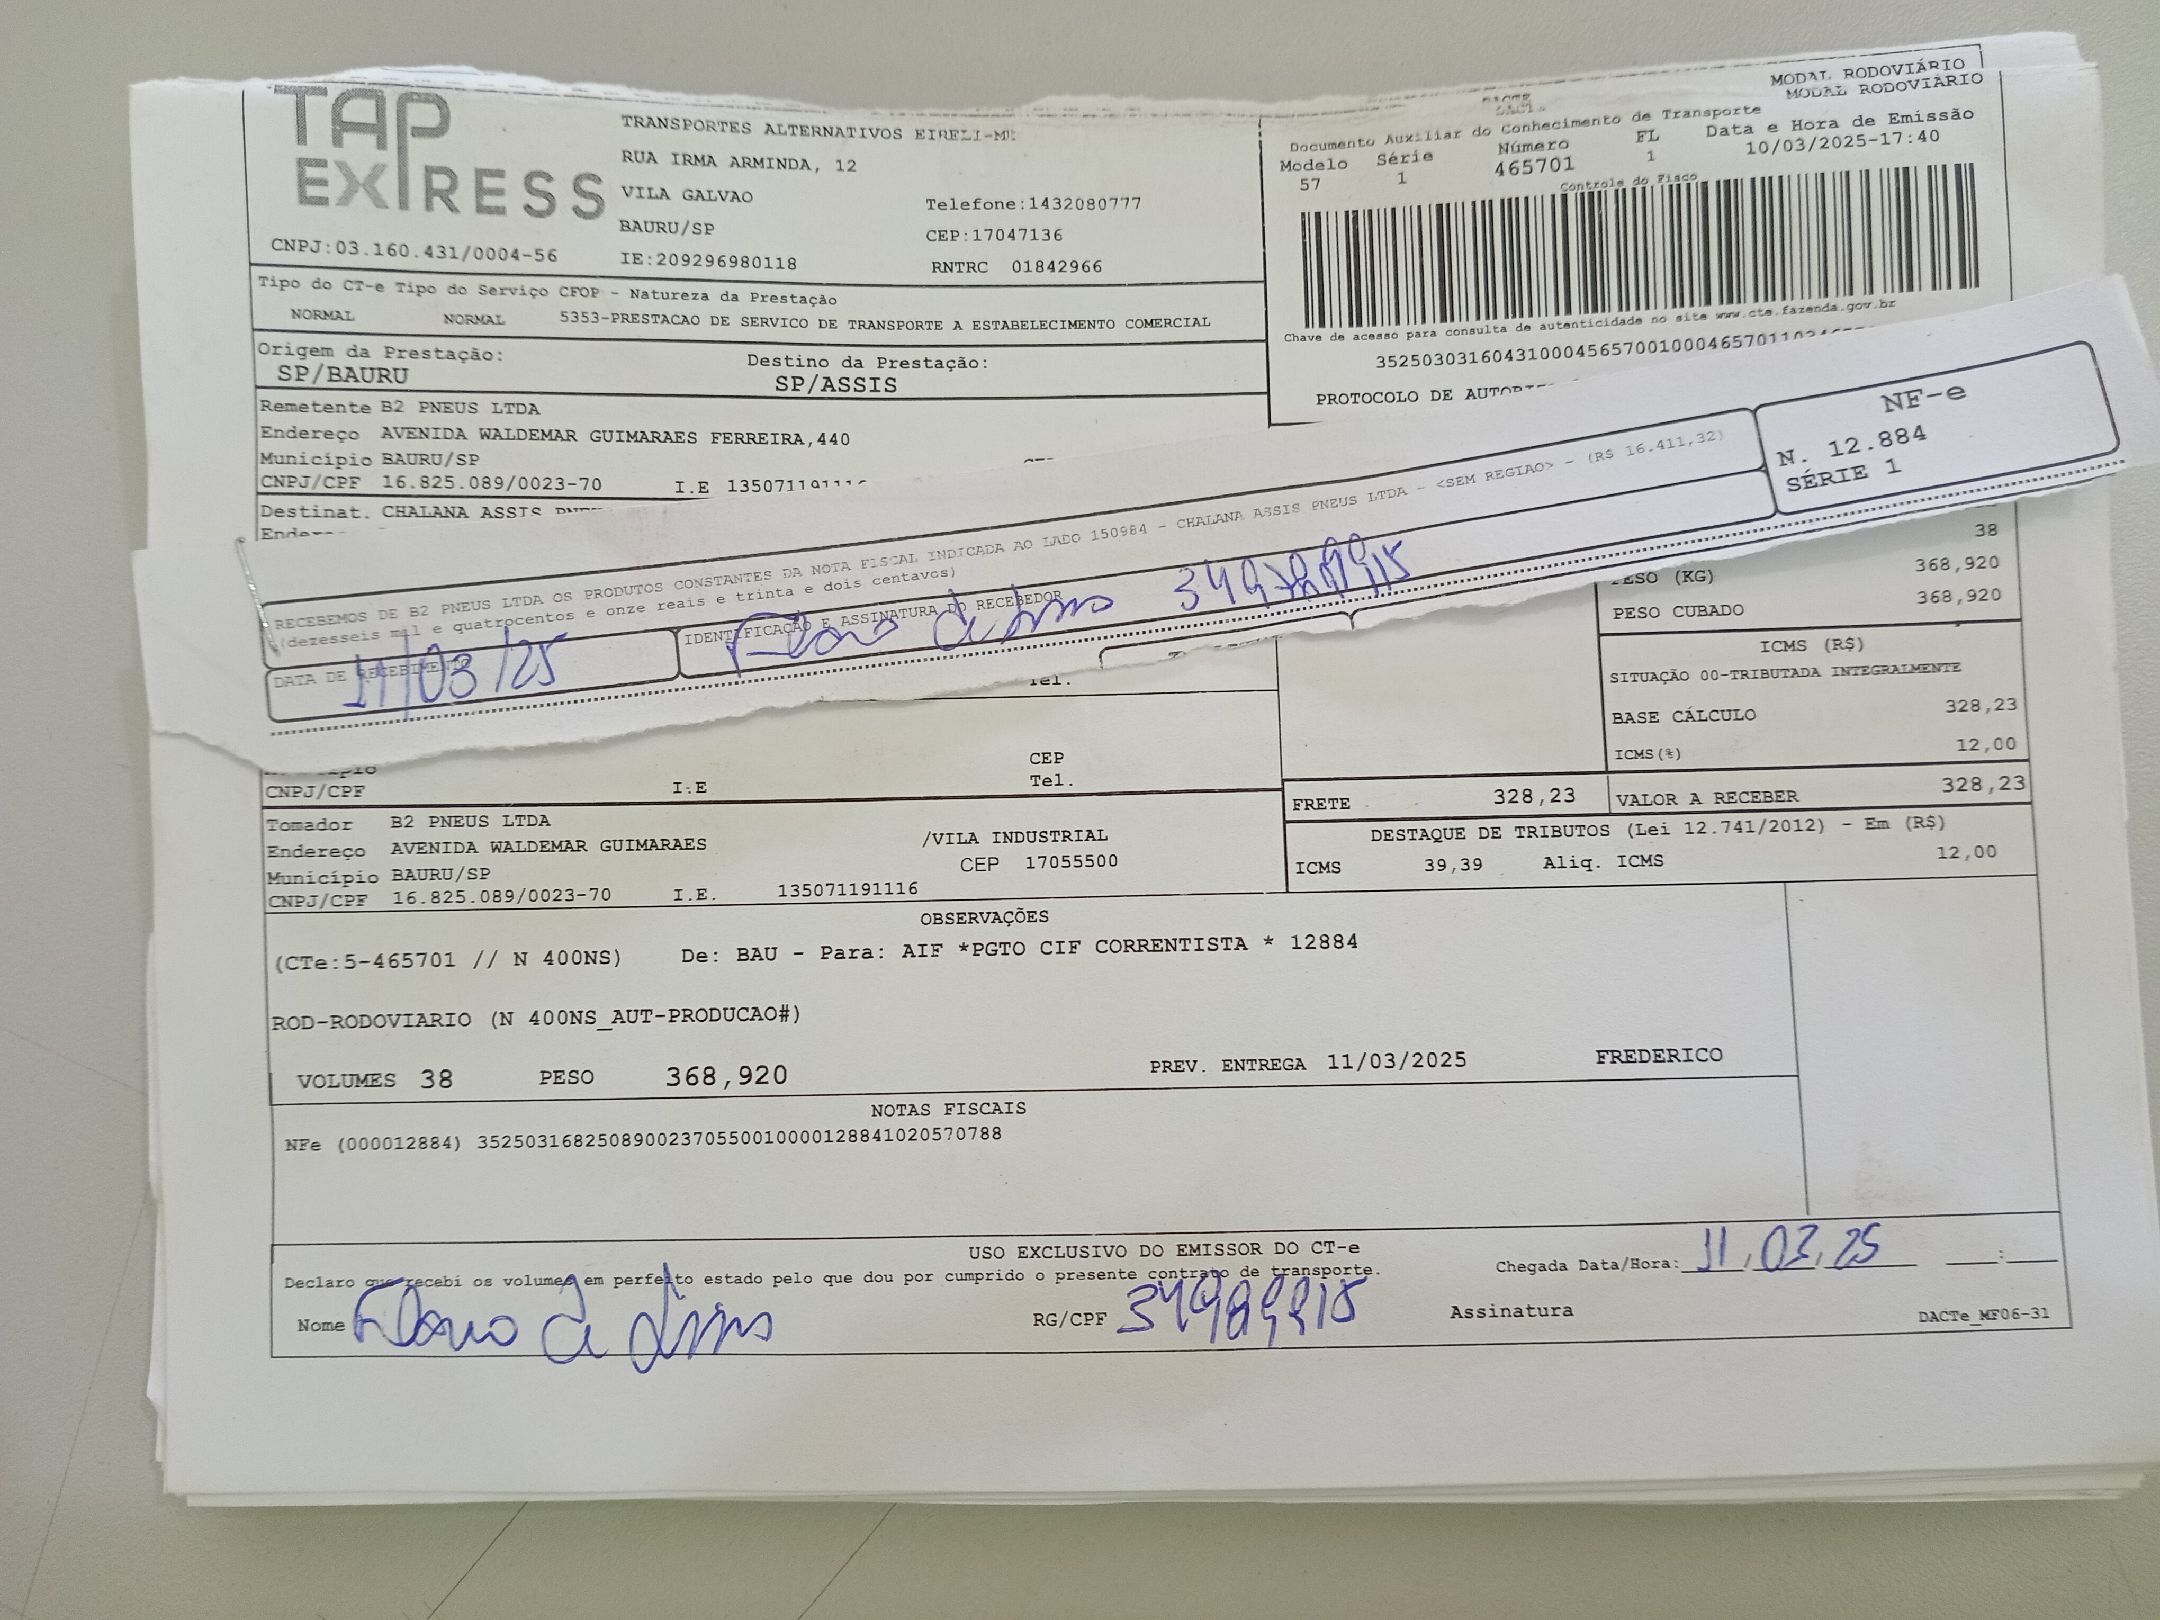 MODAL RODOVIÁRIO
MODAL RODOVIÁRIO
TAP EXPRESS
TRANSPORTES ALTERNATIVOS EIRELI-ME
RUA IRMA ARMINDA, 12
VILA GALVAO
Telefone:1432080777
BAURU/SP
CEP:17047136
CNPJ:03.160.431/0004-56
IE:209296980118
RNTRC 01842966
Documento Auxiliar do Conhecimento de Transporte
Modelo Série Número FL Data e Hora de Emissão
57 1 465701 1 10/03/2025-17:40
Controle do Fisco
Chave de acesso para consulta de autenticidade no site www.cte.fazenda.gov.br
PROTOCOLO DE
Tipo do CT-e Tipo do Serviço CFOP - Natureza da Prestação
NORMAL NORMAL 5353-PRESTACAO DE SERVICO DE TRANSPORTE A ESTABELECIMENTO COMERCIAL
Origem da Prestação: Destino da Prestação:
SP/BAURU SP/ASSIS
Remetente B2 PNEUS LTDA
Endereço AVENIDA WALDEMAR GUIMARAES FERREIRA,440
Município BAURU/SP
CNPJ/CPF 16.825.089/0023-70 I.E
Destinat. CHALANA ASSIS
RECEBEMOS DE B2 PNEUS LTDA OS PRODUTOS CONSTANTES DA NOTA FISCAL INDICADA AO LADO 150984 - CHALANA ASSIS PNEUS LTDA - <SEM REGIAO> - (R$ 16.411,32)
(dezesseis mil e quatrocentos e onze reais e trinta e dois centavos)
NF-e
N. 12.884
SÉRIE 1
DATA DE RECEBIMENTO
11/03/25
IDENTIFICAÇÃO E ASSINATURA DO RECEBEDOR
38
PESO (KG) 368,920
PESO CUBADO 368,920
ICMS (R$)
SITUAÇÃO 00-TRIBUTADA INTEGRALMENTE
BASE CÁLCULO 328,23
ICMS(%) 12,00
Tel.
CEP
CNPJ/CPF I.E Tel.
FRETE 328,23 VALOR A RECEBER 328,23
Tomador B2 PNEUS LTDA
Endereço AVENIDA WALDEMAR GUIMARAES /VILA INDUSTRIAL
Município BAURU/SP CEP 17055500
CNPJ/CPF 16.825.089/0023-70 I.E. 135071191116
DESTAQUE DE TRIBUTOS (Lei 12.741/2012) - Em (R$)
ICMS 39,39 Aliq. ICMS 12,00
OBSERVAÇÕES
(CTe:5-465701 // N 400NS) De: BAU - Para: AIF *PGTO CIF CORRENTISTA * 12884
ROD-RODOVIARIO (N 400NS_AUT-PRODUCAO#)
VOLUMES 38 PESO 368,920 PREV. ENTREGA 11/03/2025 FREDERICO
NOTAS FISCAIS
NFe (000012884) 35250316825089002370550010000128841020570788
USO EXCLUSIVO DO EMISSOR DO CT-e
Declaro que recebi os volumes em perfeito estado pelo que dou por cumprido o presente contrato de transporte.
Chegada Data/Hora: 11, 03, 25 :
Nome RG/CPF Assinatura
DACTe_MF06-31